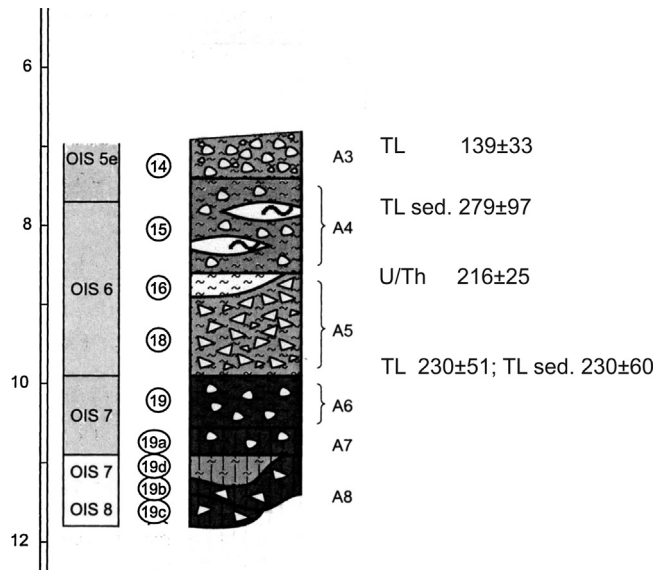 6
OIS 5e
14
A3
TL 139±33
8
15
A4
TL sed. 279±97
OIS 6
16
U/Th 216±25
18
A5
TL 230±51; TL sed. 230±60
10
OIS 7
19
A6
19a
A7
OIS 7
19d
19b
A8
OIS 8
19c
12